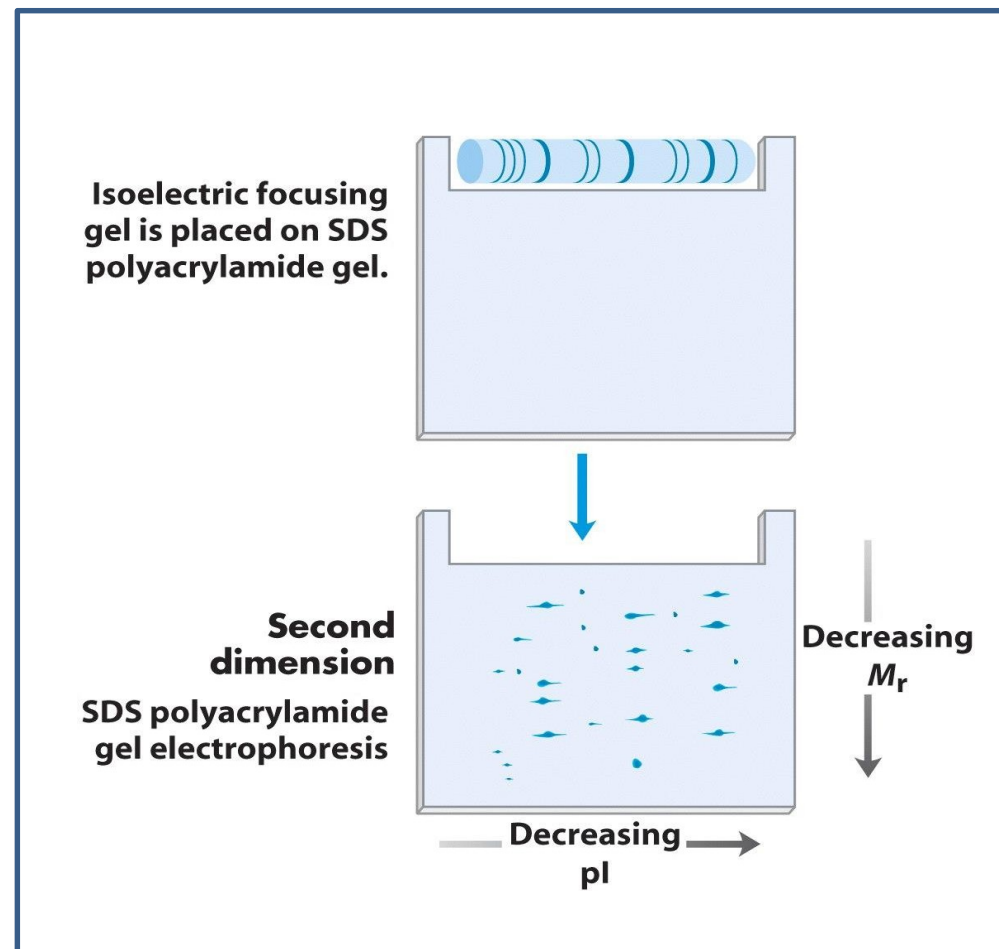 Isoelectric focusing
gel is placed on SDS
polyacrylamide gel.
Second
dimension
SDS polyacrylamide
gel electrophoresis
Decreasing
Mr
Decreasing
pI